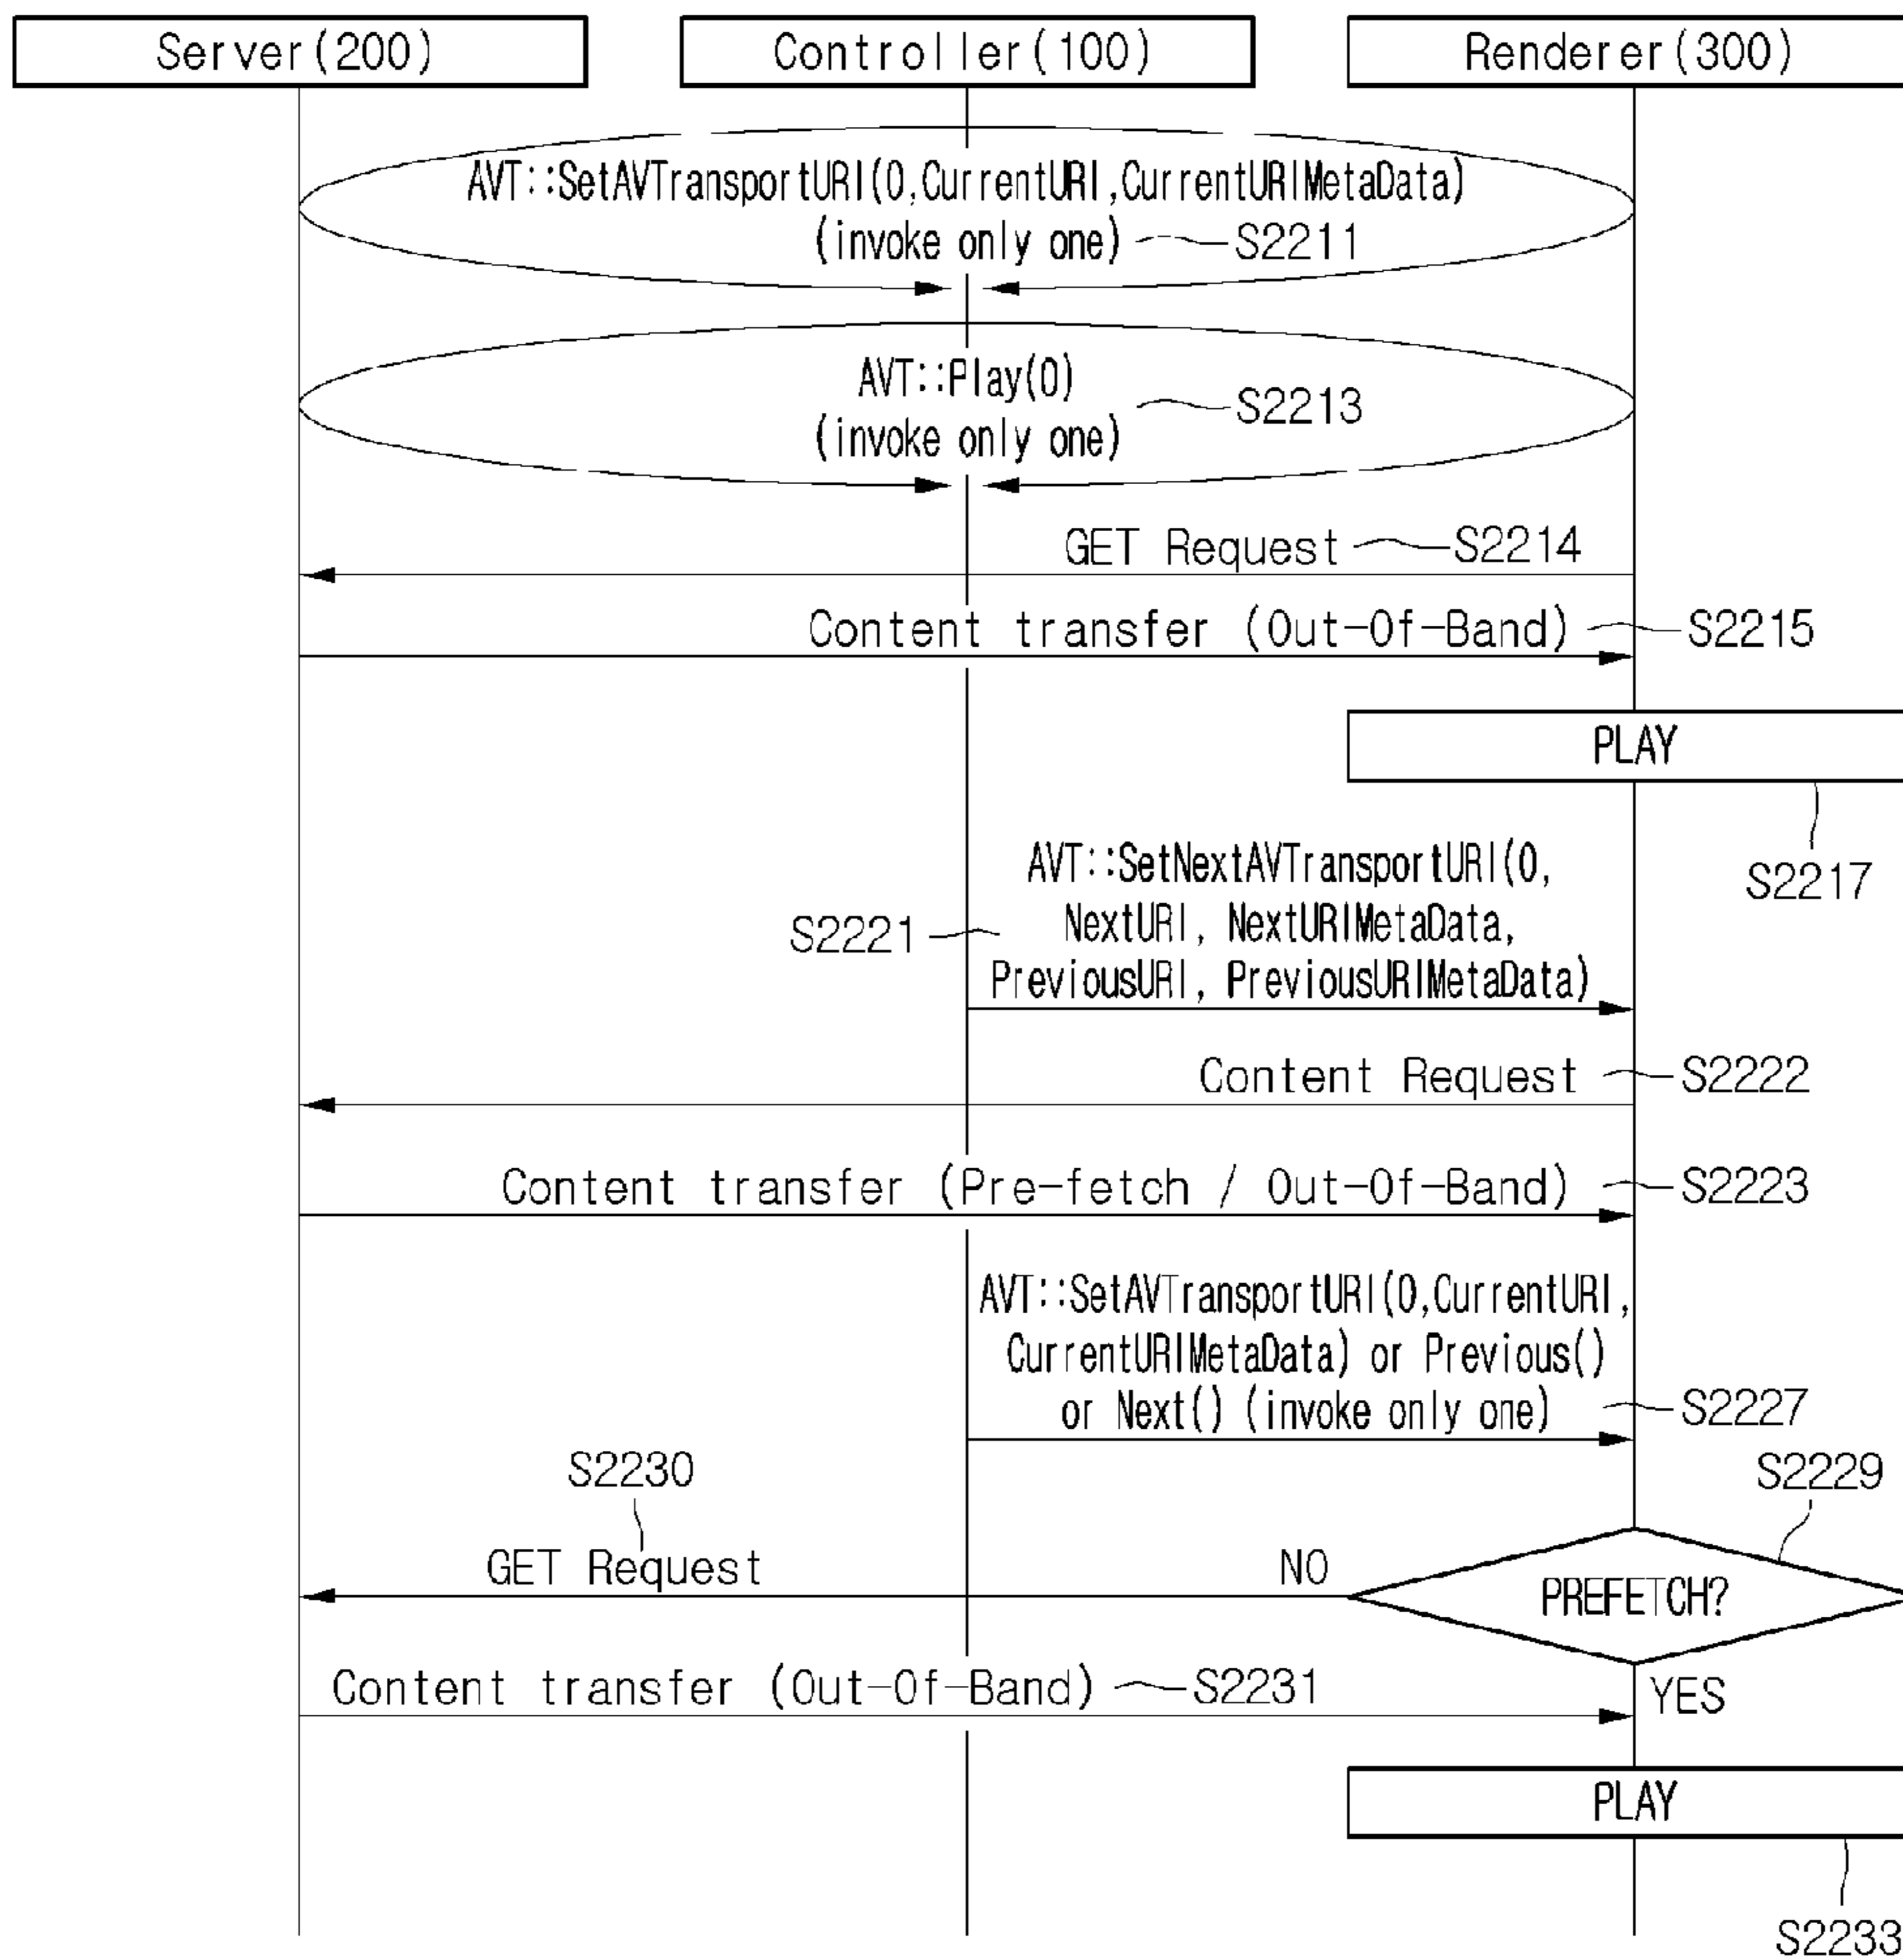 Server(200)
Controller(100)
Renderer(300)
AVT::SetAVTransportURI(0,CurrentURI,CurrentURIMetaData)
(invoke only one)
S2211
AVT::Play(0)
(invoke only one)
S2213
GET Request
S2214
Content transfer (Out-Of-Band)
S2215
PLAY
S2217
AVT::SetNextAVTransportURI(0,
NextURI, NextURIMetaData,
PreviousURI, PreviousURIMetaData)
S2221
Content Request
S2222
Content transfer (Pre-fetch / Out-Of-Band)
S2223
AVT::SetAVTransportURI(0,CurrentURI,
CurrentURIMetaData) or Previous()
or Next() (invoke only one)
S2227
S2230
S2229
GET Request
NO
PREFETCH?
Content transfer (Out-Of-Band)
S2231
YES
PLAY
S2233